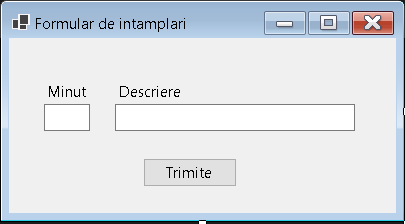 Formular de intamplari
Minut Descriere
Trimite